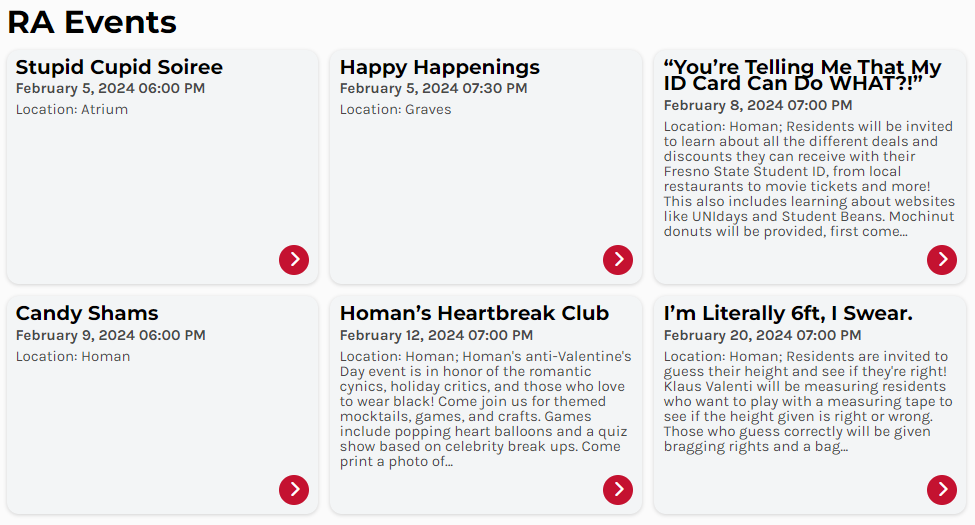 RA Events
Stupid Cupid Soiree
February 5, 2024 06:00 PM
Location: Atrium
Happy Happenings
February 5, 2024 07:30 PM
Location: Graves
“You’re Telling Me That My
ID Card Can Do WHAT?!”
February 8, 2024 07:00 PM
Location: Homan; Residents will be invited
to learn about all the different deals and
discounts they can receive with their
Fresno State Student ID, from local
restaurants to movie tickets and more!
This also includes learning about websites
like UNIdays and Student Beans. Mochinut
donuts will be provided, first come...
Candy Shams
February 9, 2024 06:00 PM
Location: Homan
Homan’s Heartbreak Club
February 12, 2024 07:00 PM
Location: Homan; Homan's anti-Valentine's
Day event is in honor of the romantic
cynics, holiday critics, and those who love
to wear black! Come join us for themed
mocktails, games, and crafts. Games
include popping heart balloons and a quiz
show based on celebrity break ups. Come
print a photo of...
I’m Literally 6ft, I Swear.
February 20, 2024 07:00 PM
Location: Homan; Residents are invited to
guess their height and see if they're right!
Klaus Valenti will be measuring residents
who want to play with a measuring tape to
see if the height given is right or wrong.
Those who guess correctly will be given
bragging rights and a bag...